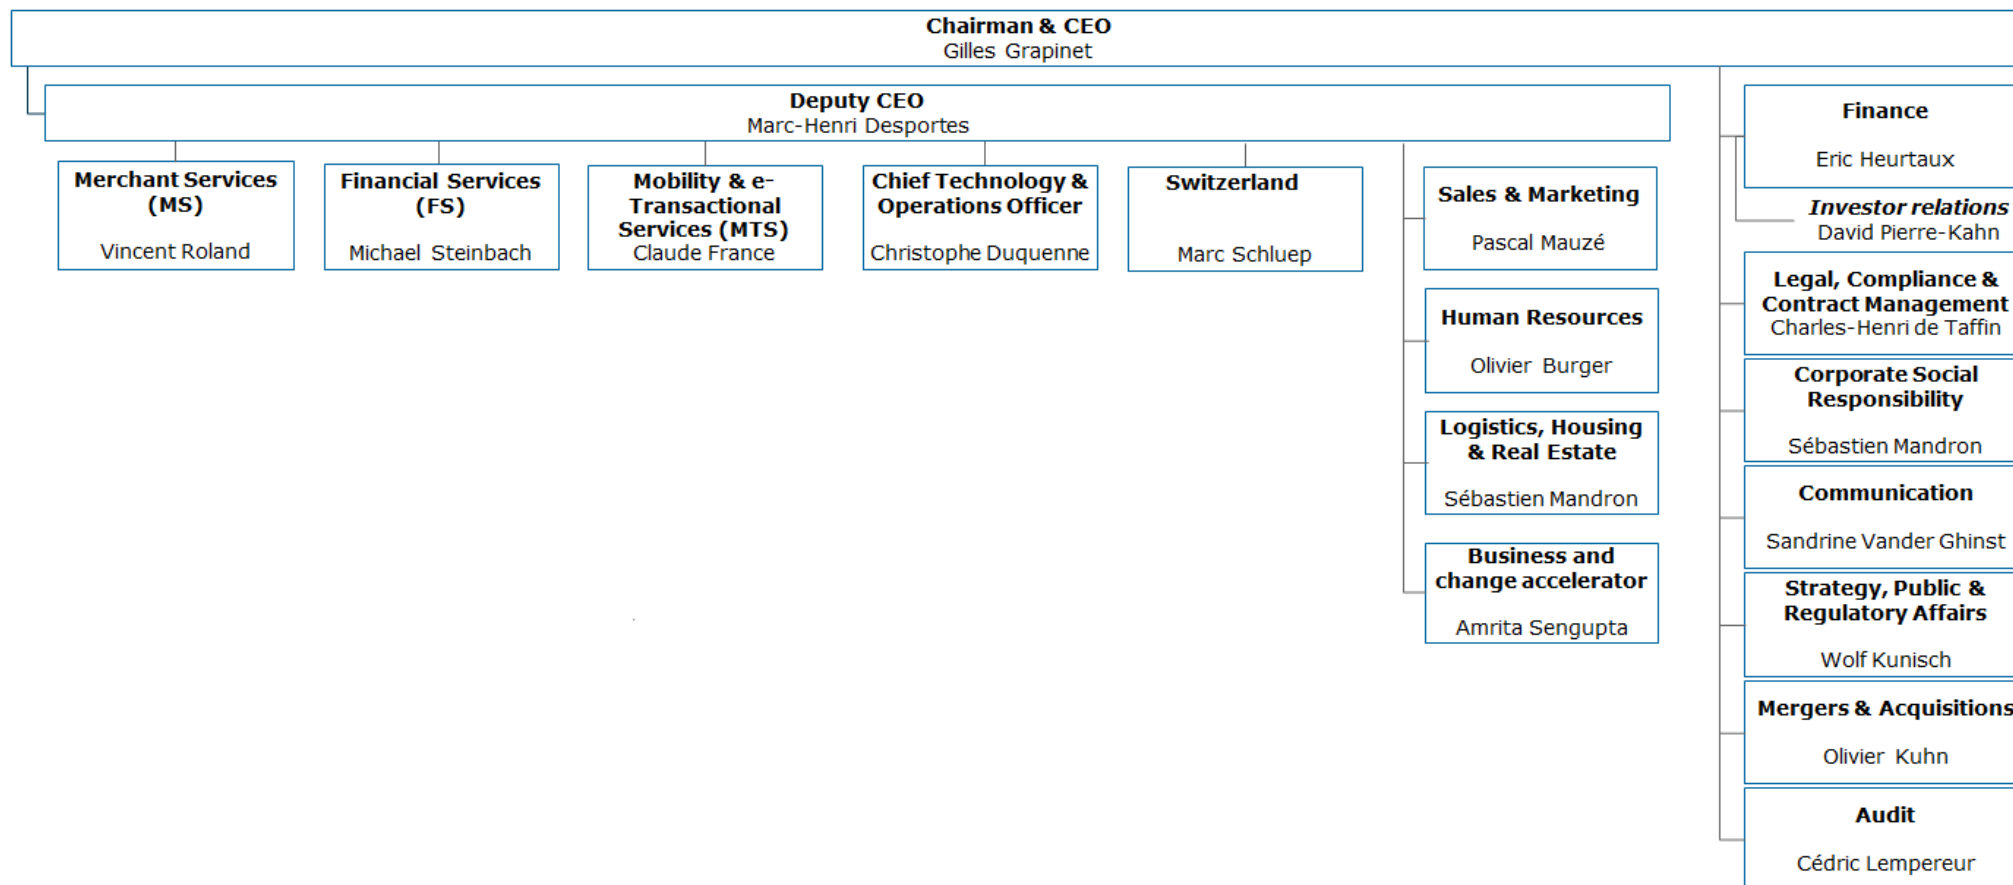 Chairman & CEO
Gilles Grapinet
Deputy CEO
Marc-Henri Desportes
Merchant Services
(MS)
Vincent Roland
Financial Services
(FS)
Michael Steinbach
Mobility & e-
Transactional
Services (MTS)
Claude France
Chief Technology &
Operations Officer
Christophe Duquenne
Switzerland
Marc Schluep
Sales & Marketing
Pascal Mauzé
Human Resources
Olivier Burger
Logistics, Housing
& Real Estate
Sébastien Mandron
Business and
change accelerator
Amrita Sengupta
Finance
Eric Heurtaux
Investor relations
David Pierre-Kahn
Legal, Compliance &
Contract Management
Charles-Henri de Taffin
Corporate Social
Responsibility
Sébastien Mandron
Communication
Sandrine Vander Ghinst
Strategy, Public &
Regulatory Affairs
Wolf Kunisch
Mergers & Acquisitions
Olivier Kuhn
Audit
Cédric Lempereur